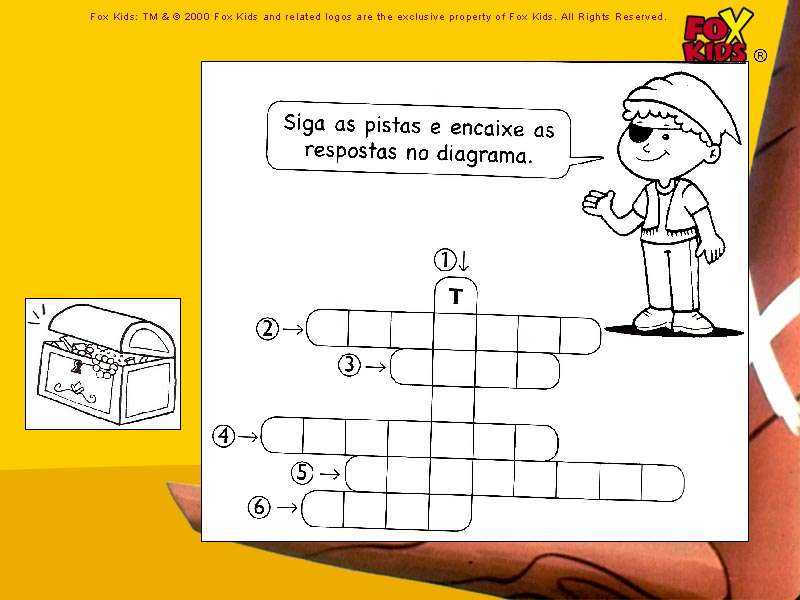 Fox Kids: TM & © 2000 Fox Kids and related logos are the exclusive property of Fox Kids. All Rights Reserved.
FOX
KIDS ®
Siga as pistas e encaixe as
respostas no diagrama.
1↓
T
2→
3→
4→
5→
6→